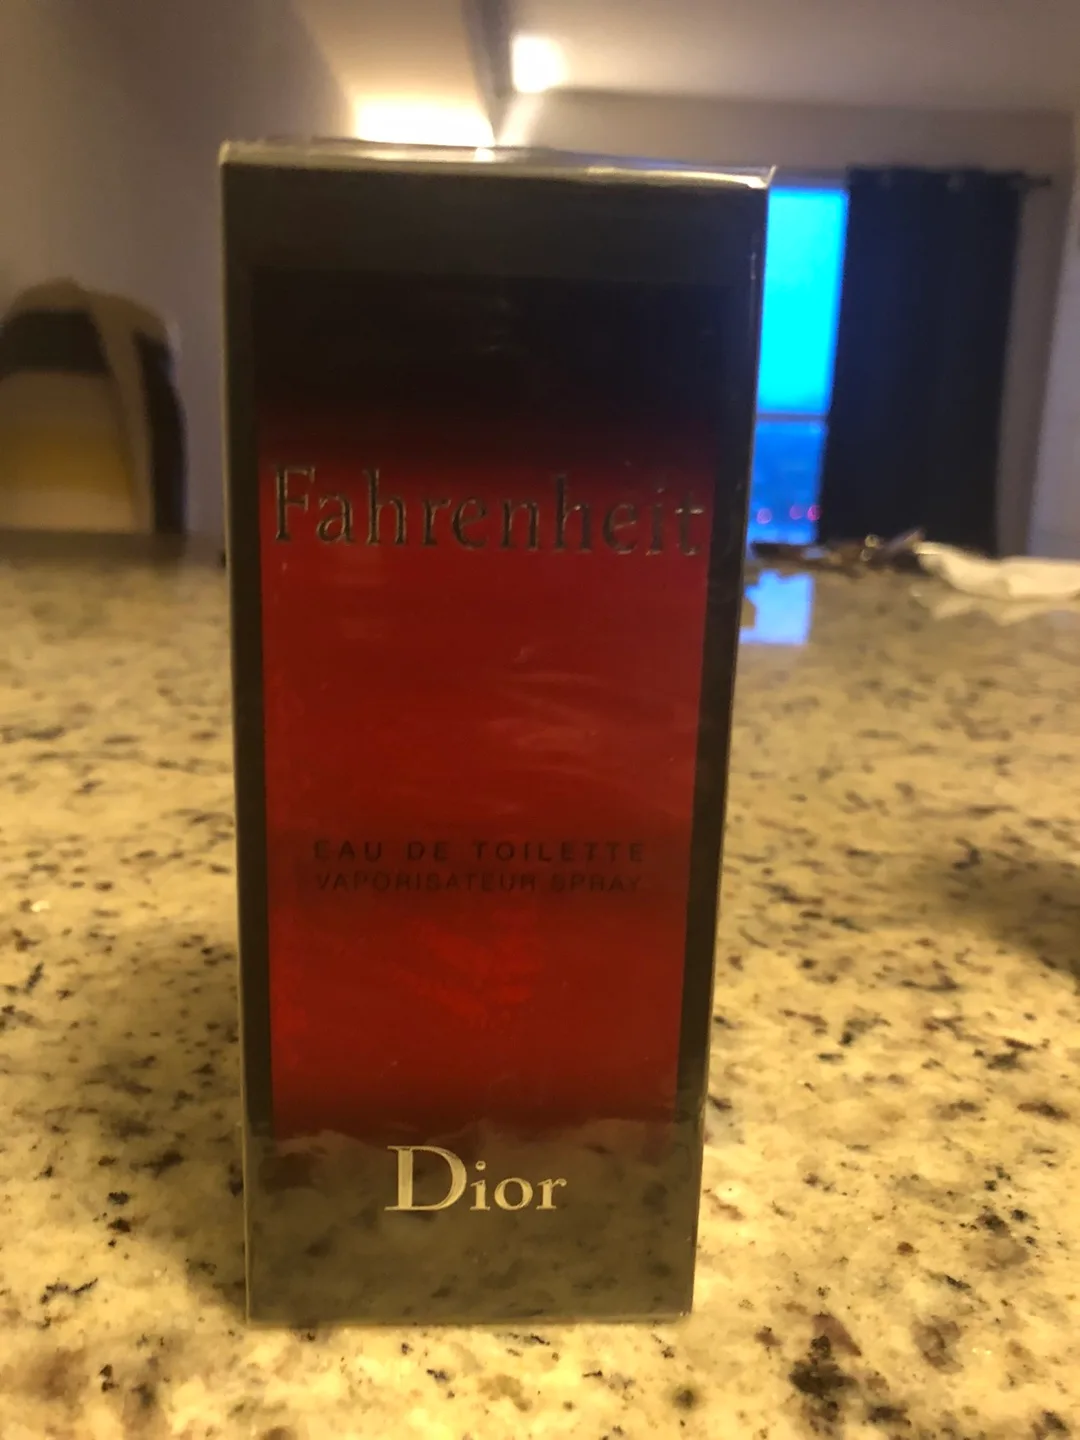 Fahrenheit
EAU DE TOILETTE
VAPORISATEUR SPRAY
Dior